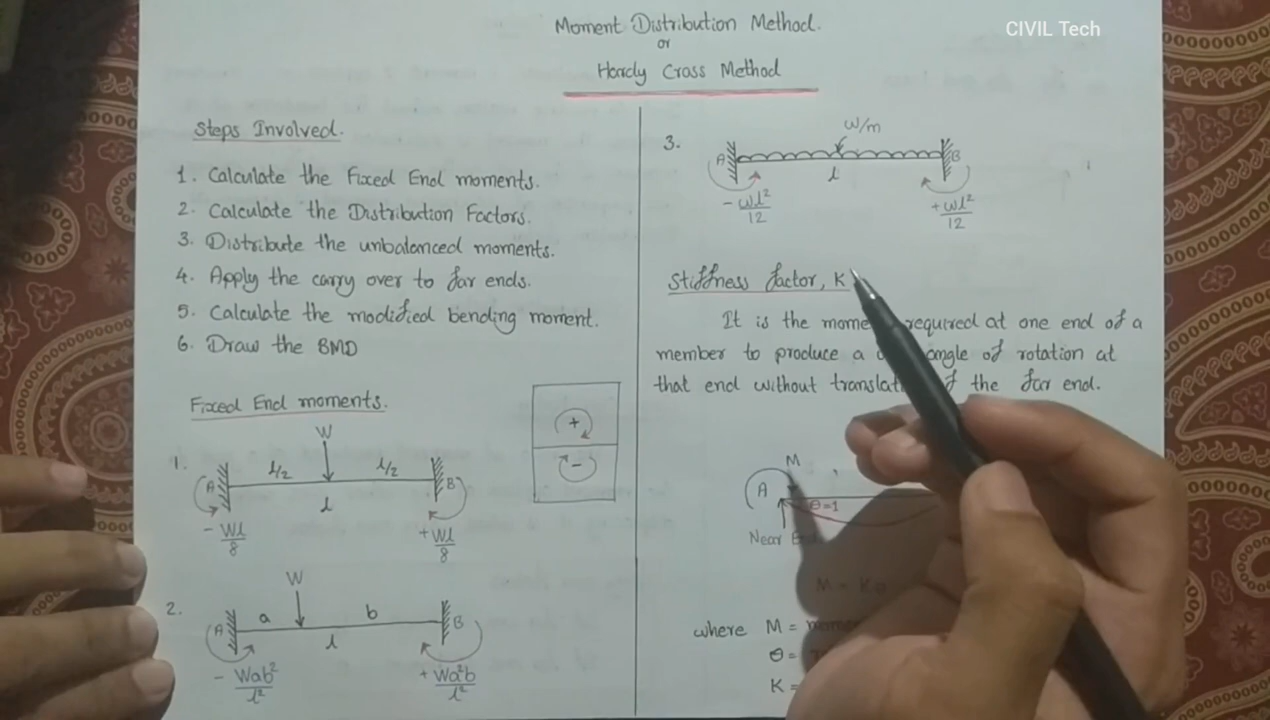 CIVIL Tech
Moment Distribution Method.
or
Hardy Cross Method
Steps Involved.
1. Calculate the Fixed End moments.
2. Calculate the Distribution Factors.
3. Distribute the unbalanced moments.
4. Apply the carry over to far ends.
5. Calculate the modified bending moment.
6. Draw the BMD
Fixed End moments.
+
-
1.
W
l/2 l/2
A B
l
- Wl/8 + Wl/8
2.
W
a b
A B
l
- Wab²/l² + Wa²b/l²
3.
W/m
A B
l
- wl²/12 + wl²/12
Stiffness factor, K
It is the required at one end of a
member to produce a angle of rotation at
that end without the far end.
M
A
θ=1
Near
M = Kθ
where M =
θ =
K =